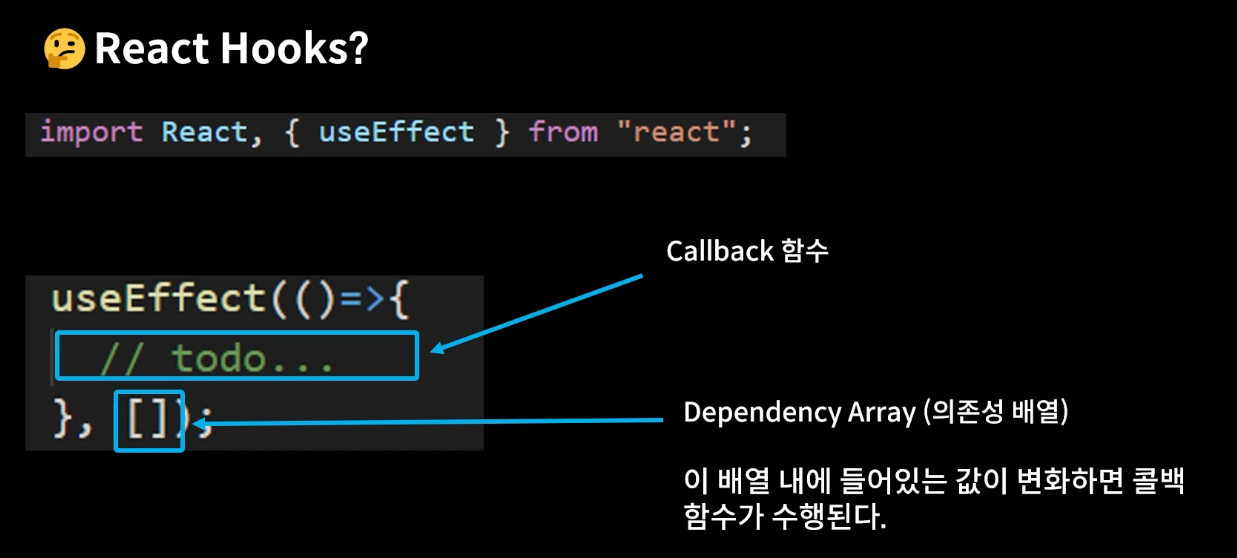 🤔React Hooks?
import React, { useEffect } from "react";
Callback 함수
useEffect(()=>{
// todo...
}, []);
Dependency Array (의존성 배열)
이 배열 내에 들어있는 값이 변화하면 콜백
함수가 수행된다.